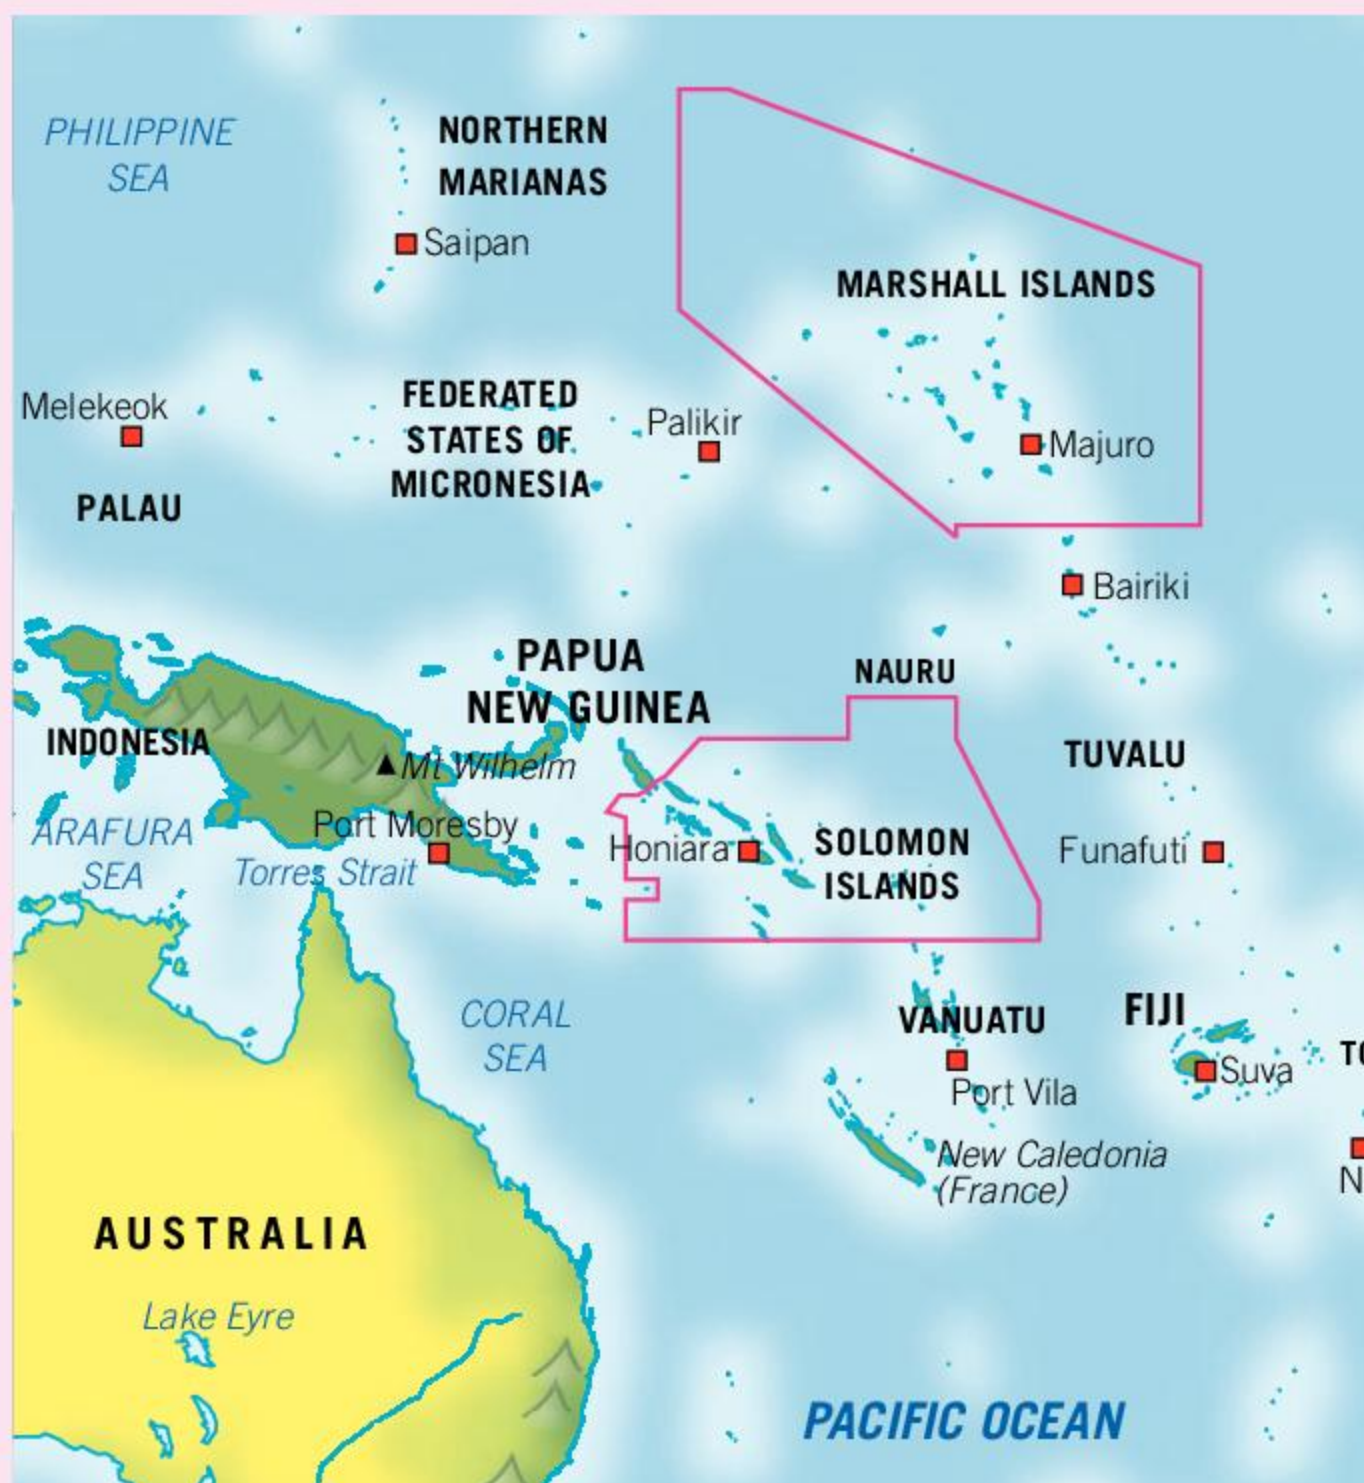 PHILIPPINE
SEA
NORTHERN
MARIANAS
Saipan
MARSHALL ISLANDS
Melekeok
PALAU
FEDERATED
STATES OF
MICRONESIA
Palikir
Majuro
Bairiki
PAPUA
NEW GUINEA
NAURU
INDONESIA
Mt Wilhelm
TUVALU
ARAFURA
SEA
Port Moresby
Torres Strait
Honiara
SOLOMON
ISLANDS
Funafuti
CORAL
SEA
VANUATU
Port Vila
FIJI
Suva
TO
N
New Caledonia
(France)
AUSTRALIA
Lake Eyre
PACIFIC OCEAN